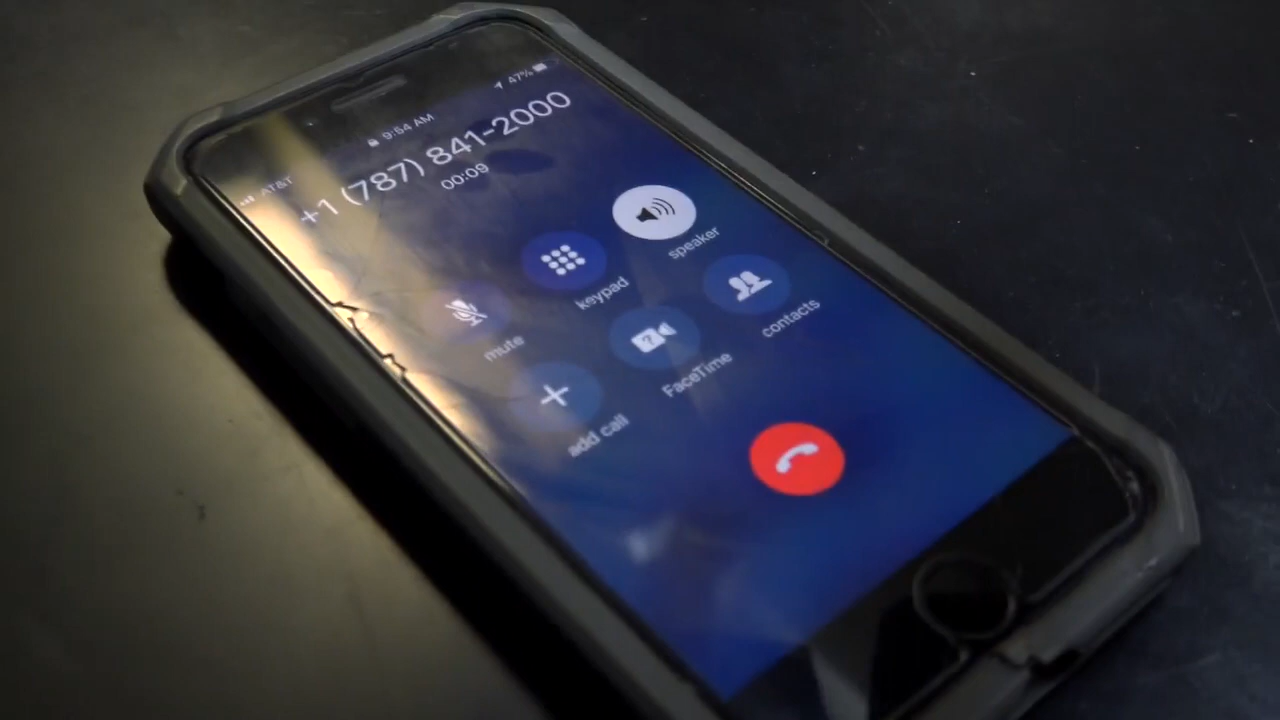 AT&T 9:54 AM 47%
+1 (787) 841-2000
00:09
mute keypad speaker
add call FaceTime contacts